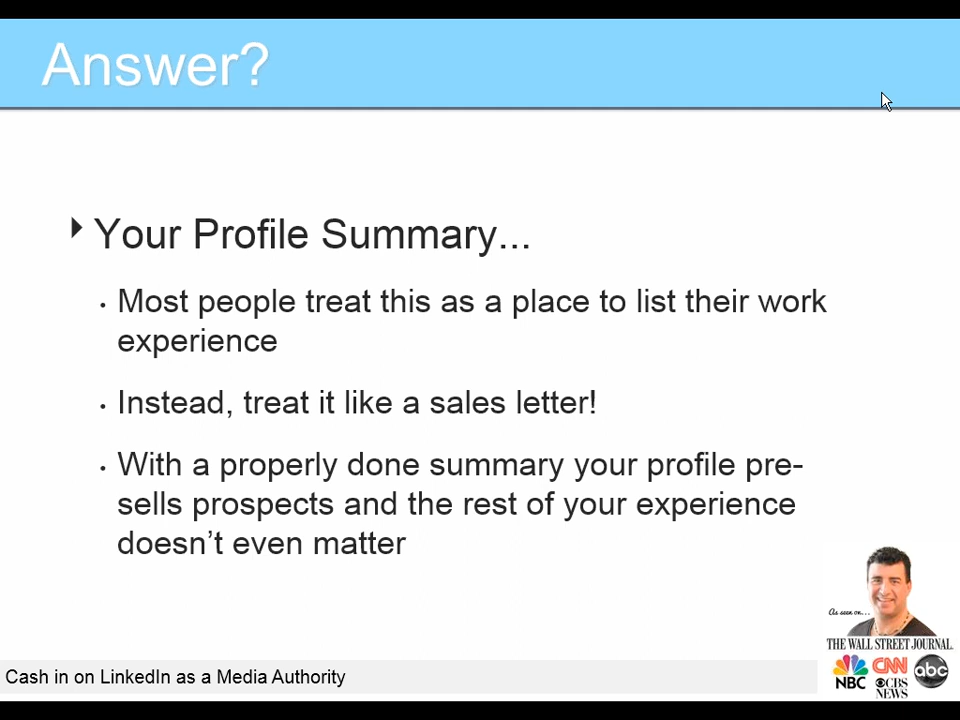 Answer?
Your Profile Summary...
Most people treat this as a place to list their work
experience
Instead, treat it like a sales letter!
With a properly done summary your profile pre-
sells prospects and the rest of your experience
doesn’t even matter
As seen on...
THE WALL STREET JOURNAL.
NBC
CNN
CBS
NEWS
abc
Cash in on LinkedIn as a Media Authority